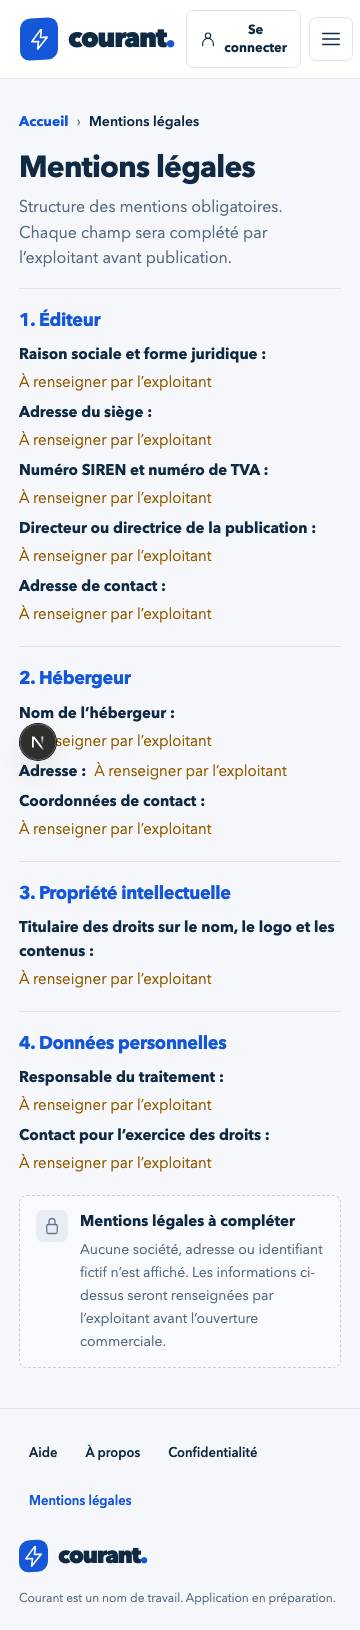 courant.
Se
connecter
Accueil › Mentions légales
Mentions légales
Structure des mentions obligatoires.
Chaque champ sera complété par
l’exploitant avant publication.
1. Éditeur
Raison sociale et forme juridique :
À renseigner par l’exploitant
Adresse du siège :
À renseigner par l’exploitant
Numéro SIREN et numéro de TVA :
À renseigner par l’exploitant
Directeur ou directrice de la publication :
À renseigner par l’exploitant
Adresse de contact :
À renseigner par l’exploitant
2. Hébergeur
Nom de l’hébergeur :
N seigner par l’exploitant
Adresse : À renseigner par l’exploitant
Coordonnées de contact :
À renseigner par l’exploitant
3. Propriété intellectuelle
Titulaire des droits sur le nom, le logo et les
contenus :
À renseigner par l’exploitant
4. Données personnelles
Responsable du traitement :
À renseigner par l’exploitant
Contact pour l’exercice des droits :
À renseigner par l’exploitant
Mentions légales à compléter
Aucune société, adresse ou identifiant
fictif n’est affiché. Les informations ci-
dessus seront renseignées par
l’exploitant avant l’ouverture
commerciale.
Aide À propos Confidentialité
Mentions légales
courant.
Courant est un nom de travail. Application en préparation.